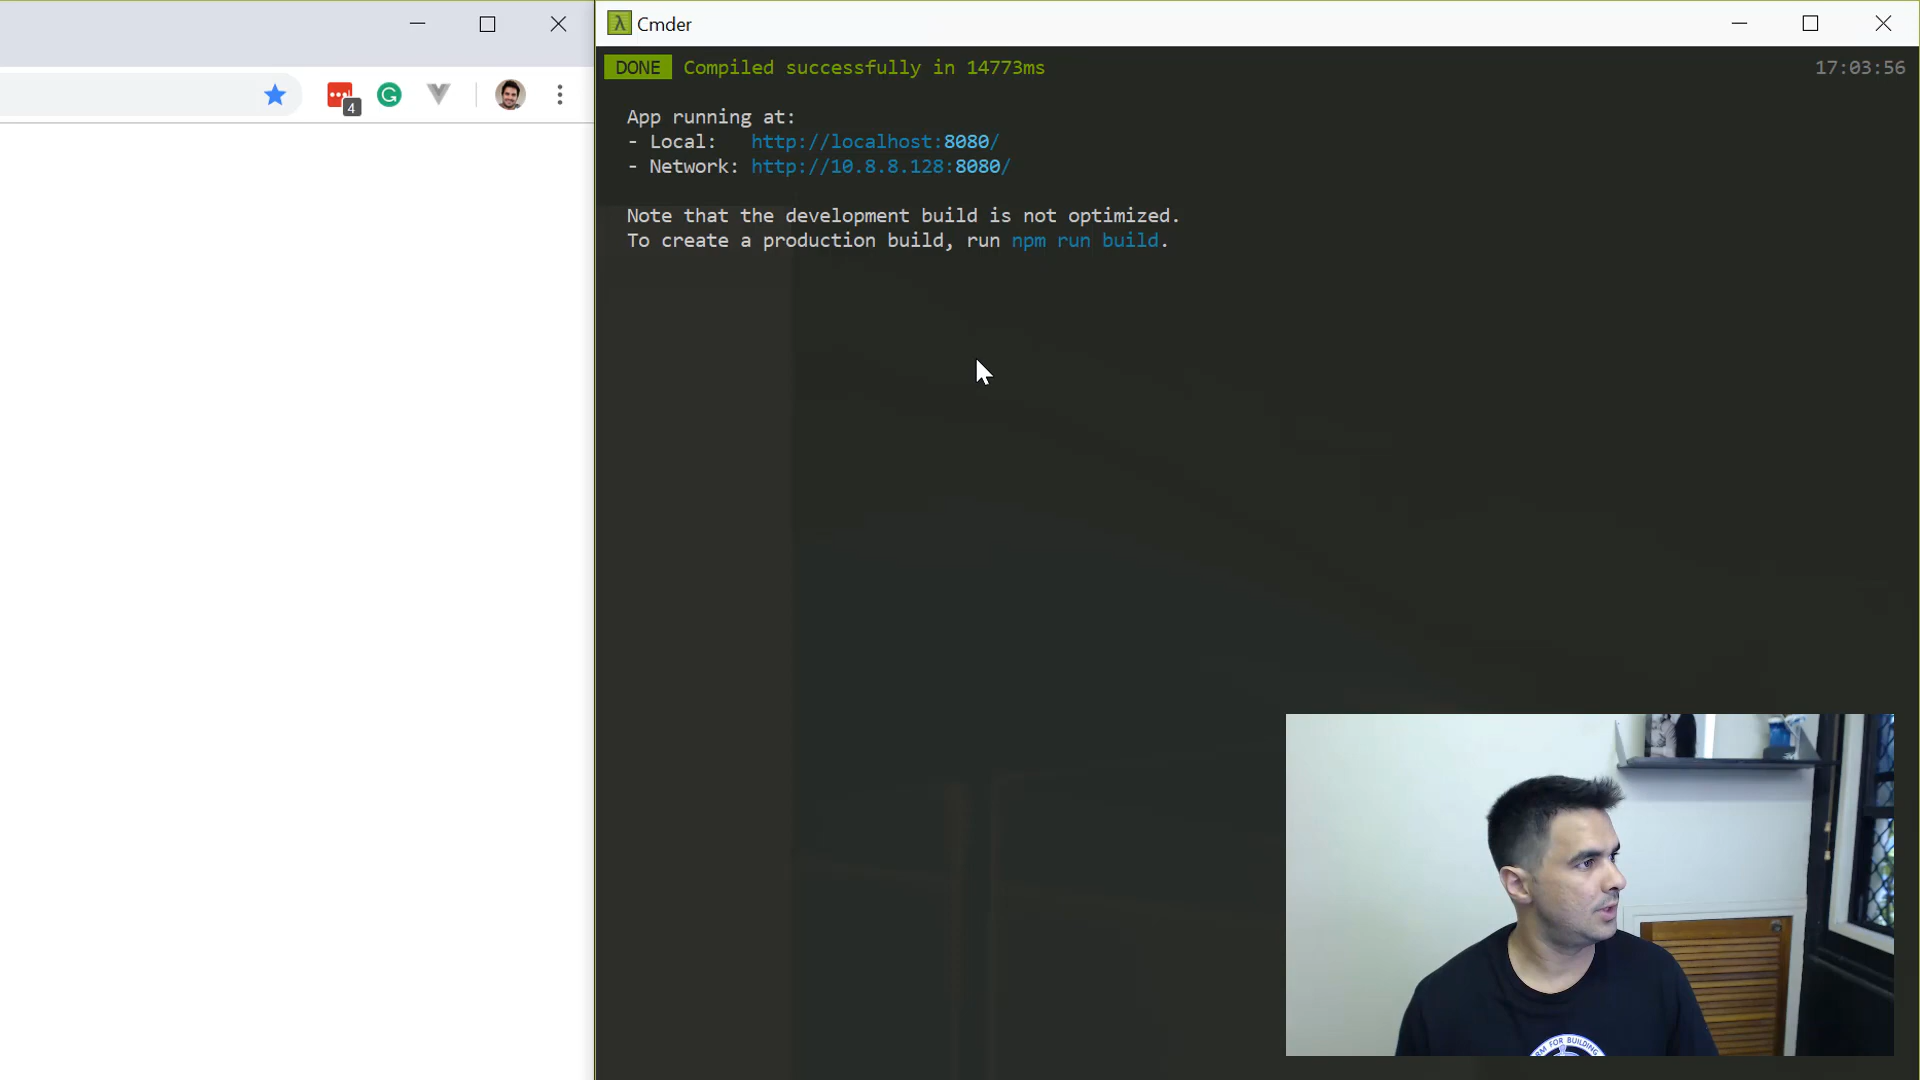 Cmder
DONE Compiled successfully in 14773ms 17:03:56
4
App running at:
- Local: http://localhost:8080/
- Network: http://10.8.8.128:8080/
Note that the development build is not optimized.
To create a production build, run npm run build.
FOR BUILDING